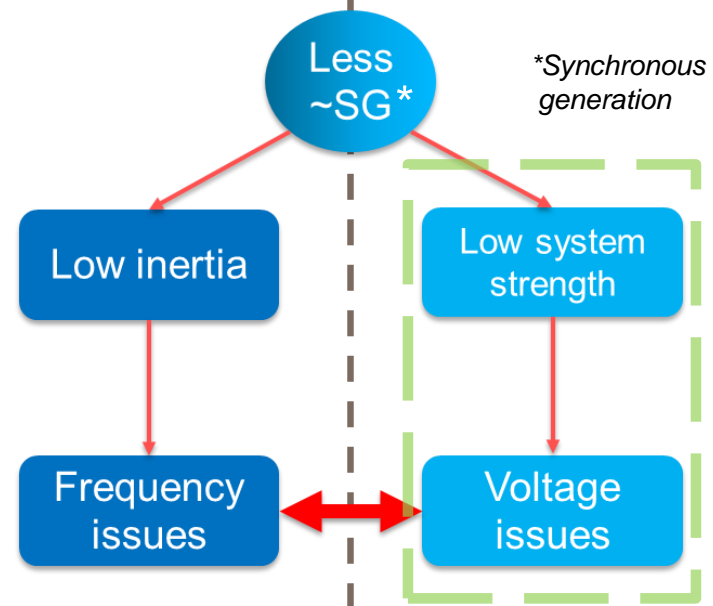 Less
~SG*
*Synchronous
generation
Low inertia
Low system
strength
Frequency
issues
Voltage
issues